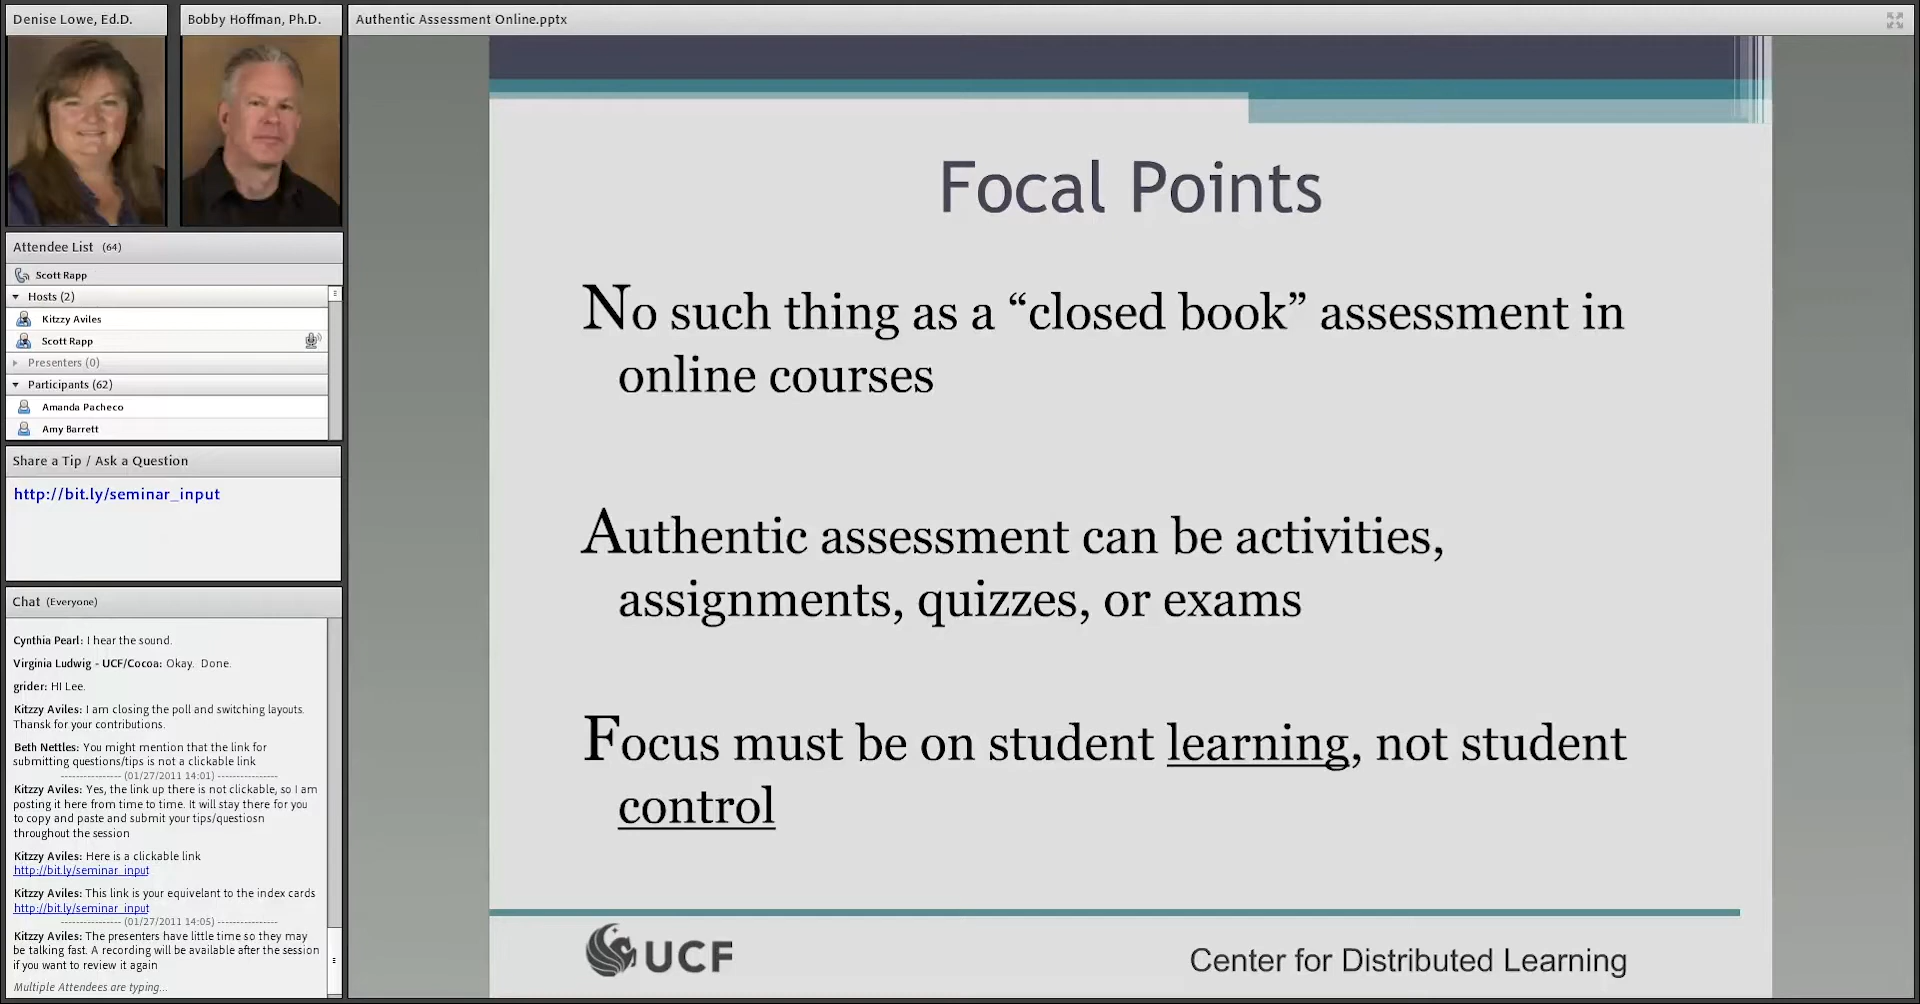 Denise Lowe, Ed.D.
Bobby Hoffman, Ph.D.
Authentic Assessment Online.pptx
Attendee List (64)
Scott Rapp
Hosts (2)
Kitzzy Aviles
Scott Rapp
Presenters (0)
Participants (62)
Amanda Pacheco
Amy Barrett
Share a Tip / Ask a Question
http://bit.ly/seminar_input
Chat (Everyone)
Cynthia Pearl: I hear the sound.
Virginia Ludwig - UCF/Cocoa: Okay. Done.
grider: HI Lee.
Kitzzy Aviles: I am closing the poll and switching layouts.
Thansk for your contributions.
Beth Nettles: You might mention that the link for
submitting questions/tips is not a clickable link
---------------- (01/27/2011 14:01) ----------------
Kitzzy Aviles: Yes, the link up there is not clickable, so I am
posting it here from time to time. It will stay there for you
to copy and paste and submit your tips/questiosn
throughout the session
Kitzzy Aviles: Here is a clickable link
http://bit.ly/seminar_input
Kitzzy Aviles: This link is your equivelant to the index cards
http://bit.ly/seminar_input
---------------- (01/27/2011 14:05) ----------------
Kitzzy Aviles: The presenters have little time so they may
be talking fast. A recording will be available after the session
if you want to review it again
Multiple Attendees are typing...
Focal Points
No such thing as a “closed book” assessment in
online courses
Authentic assessment can be activities,
assignments, quizzes, or exams
Focus must be on student learning, not student
control
UCF
Center for Distributed Learning